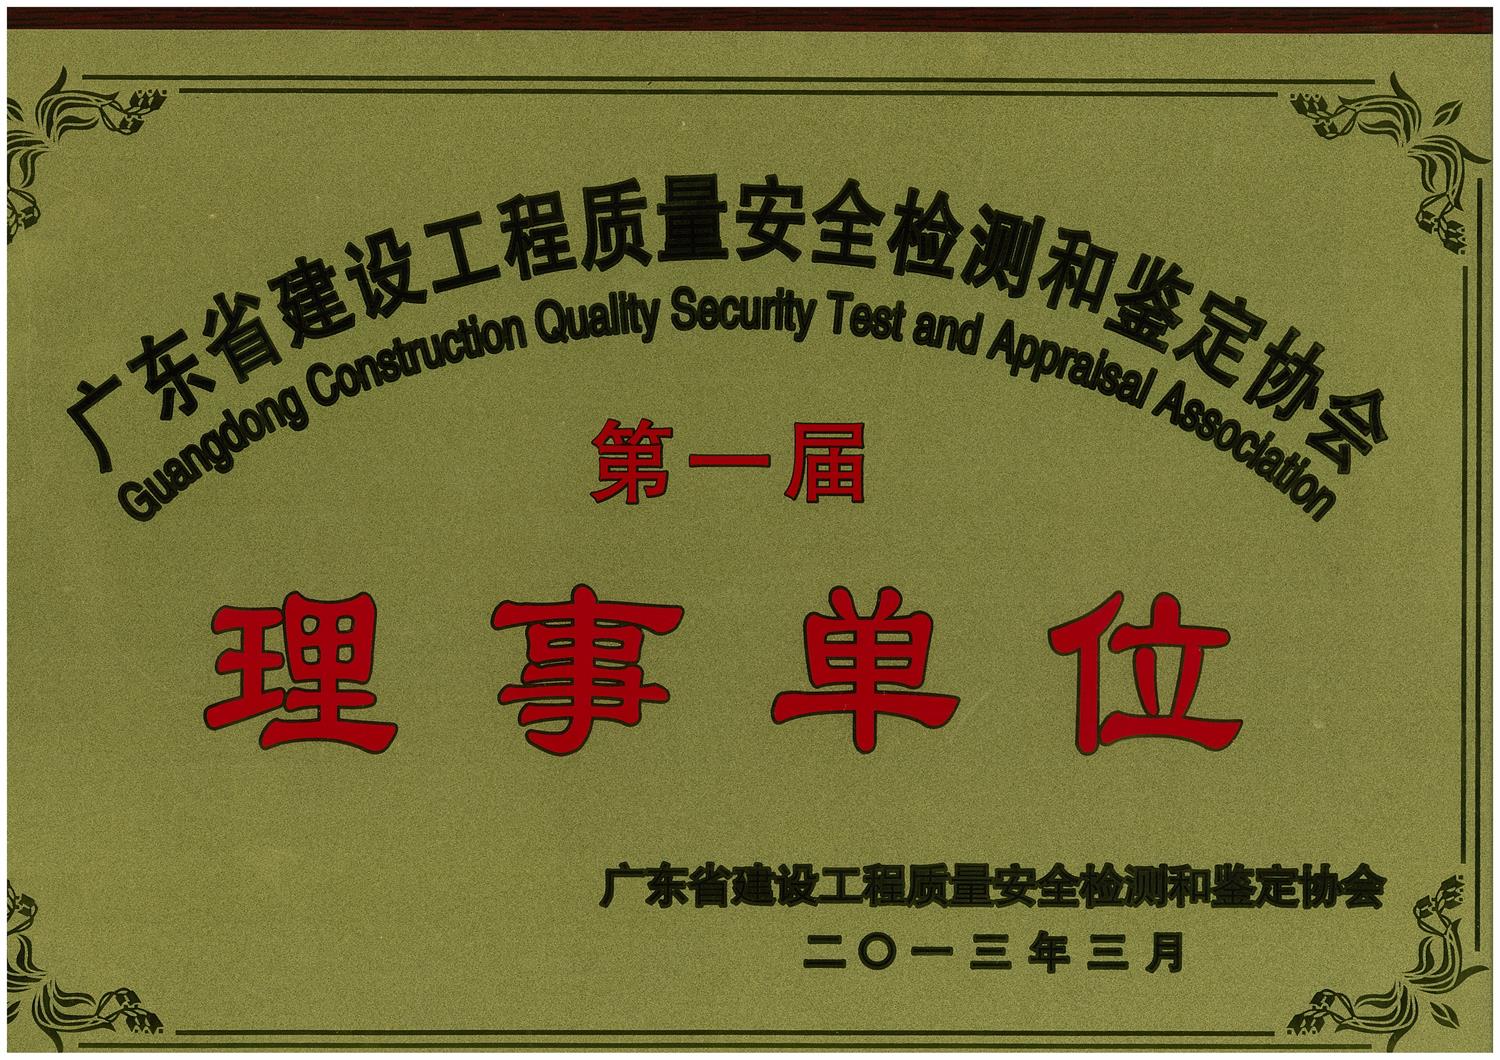 广东省建设工程质量安全检测和鉴定协会
Guangdong Construction Quality Security Test and Appraisal Association
第一届
理事单位
广东省建设工程质量安全检测和鉴定协会
二〇一三年三月